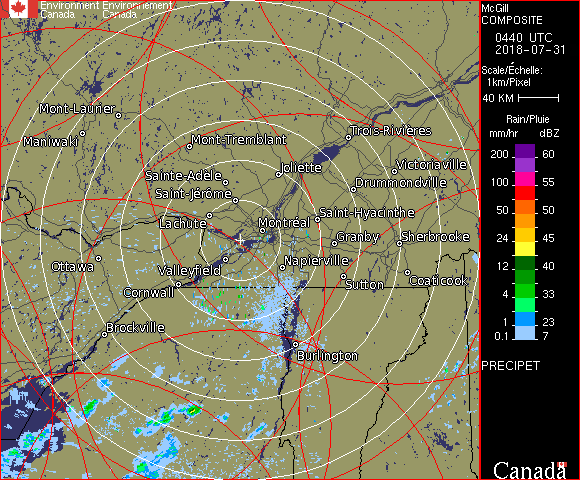 Environment Environnement
Canada Canada
McGill
COMPOSITE
0440 UTC
2018-07-31
Scale/Échelle:
1km/Pixel
40 KM
Rain/Pluie
mm/hr dBZ
200 60
100 55
50 50
24 45
12 40
4 33
1 23
0.1 7
PRECIPET
Mont-Laurier
Maniwaki
Mont-Tremblant
Trois-Rivières
Joliette
Victoriaville
Sainte-Adèle
Drummondville
Saint-Jérôme
Saint-Hyacinthe
Lachute
Montréal
Granby
Sherbrooke
Ottawa
Valleyfield
Napierville
Cornwall
Sutton
Coaticook
Brockville
Burlington
Canada